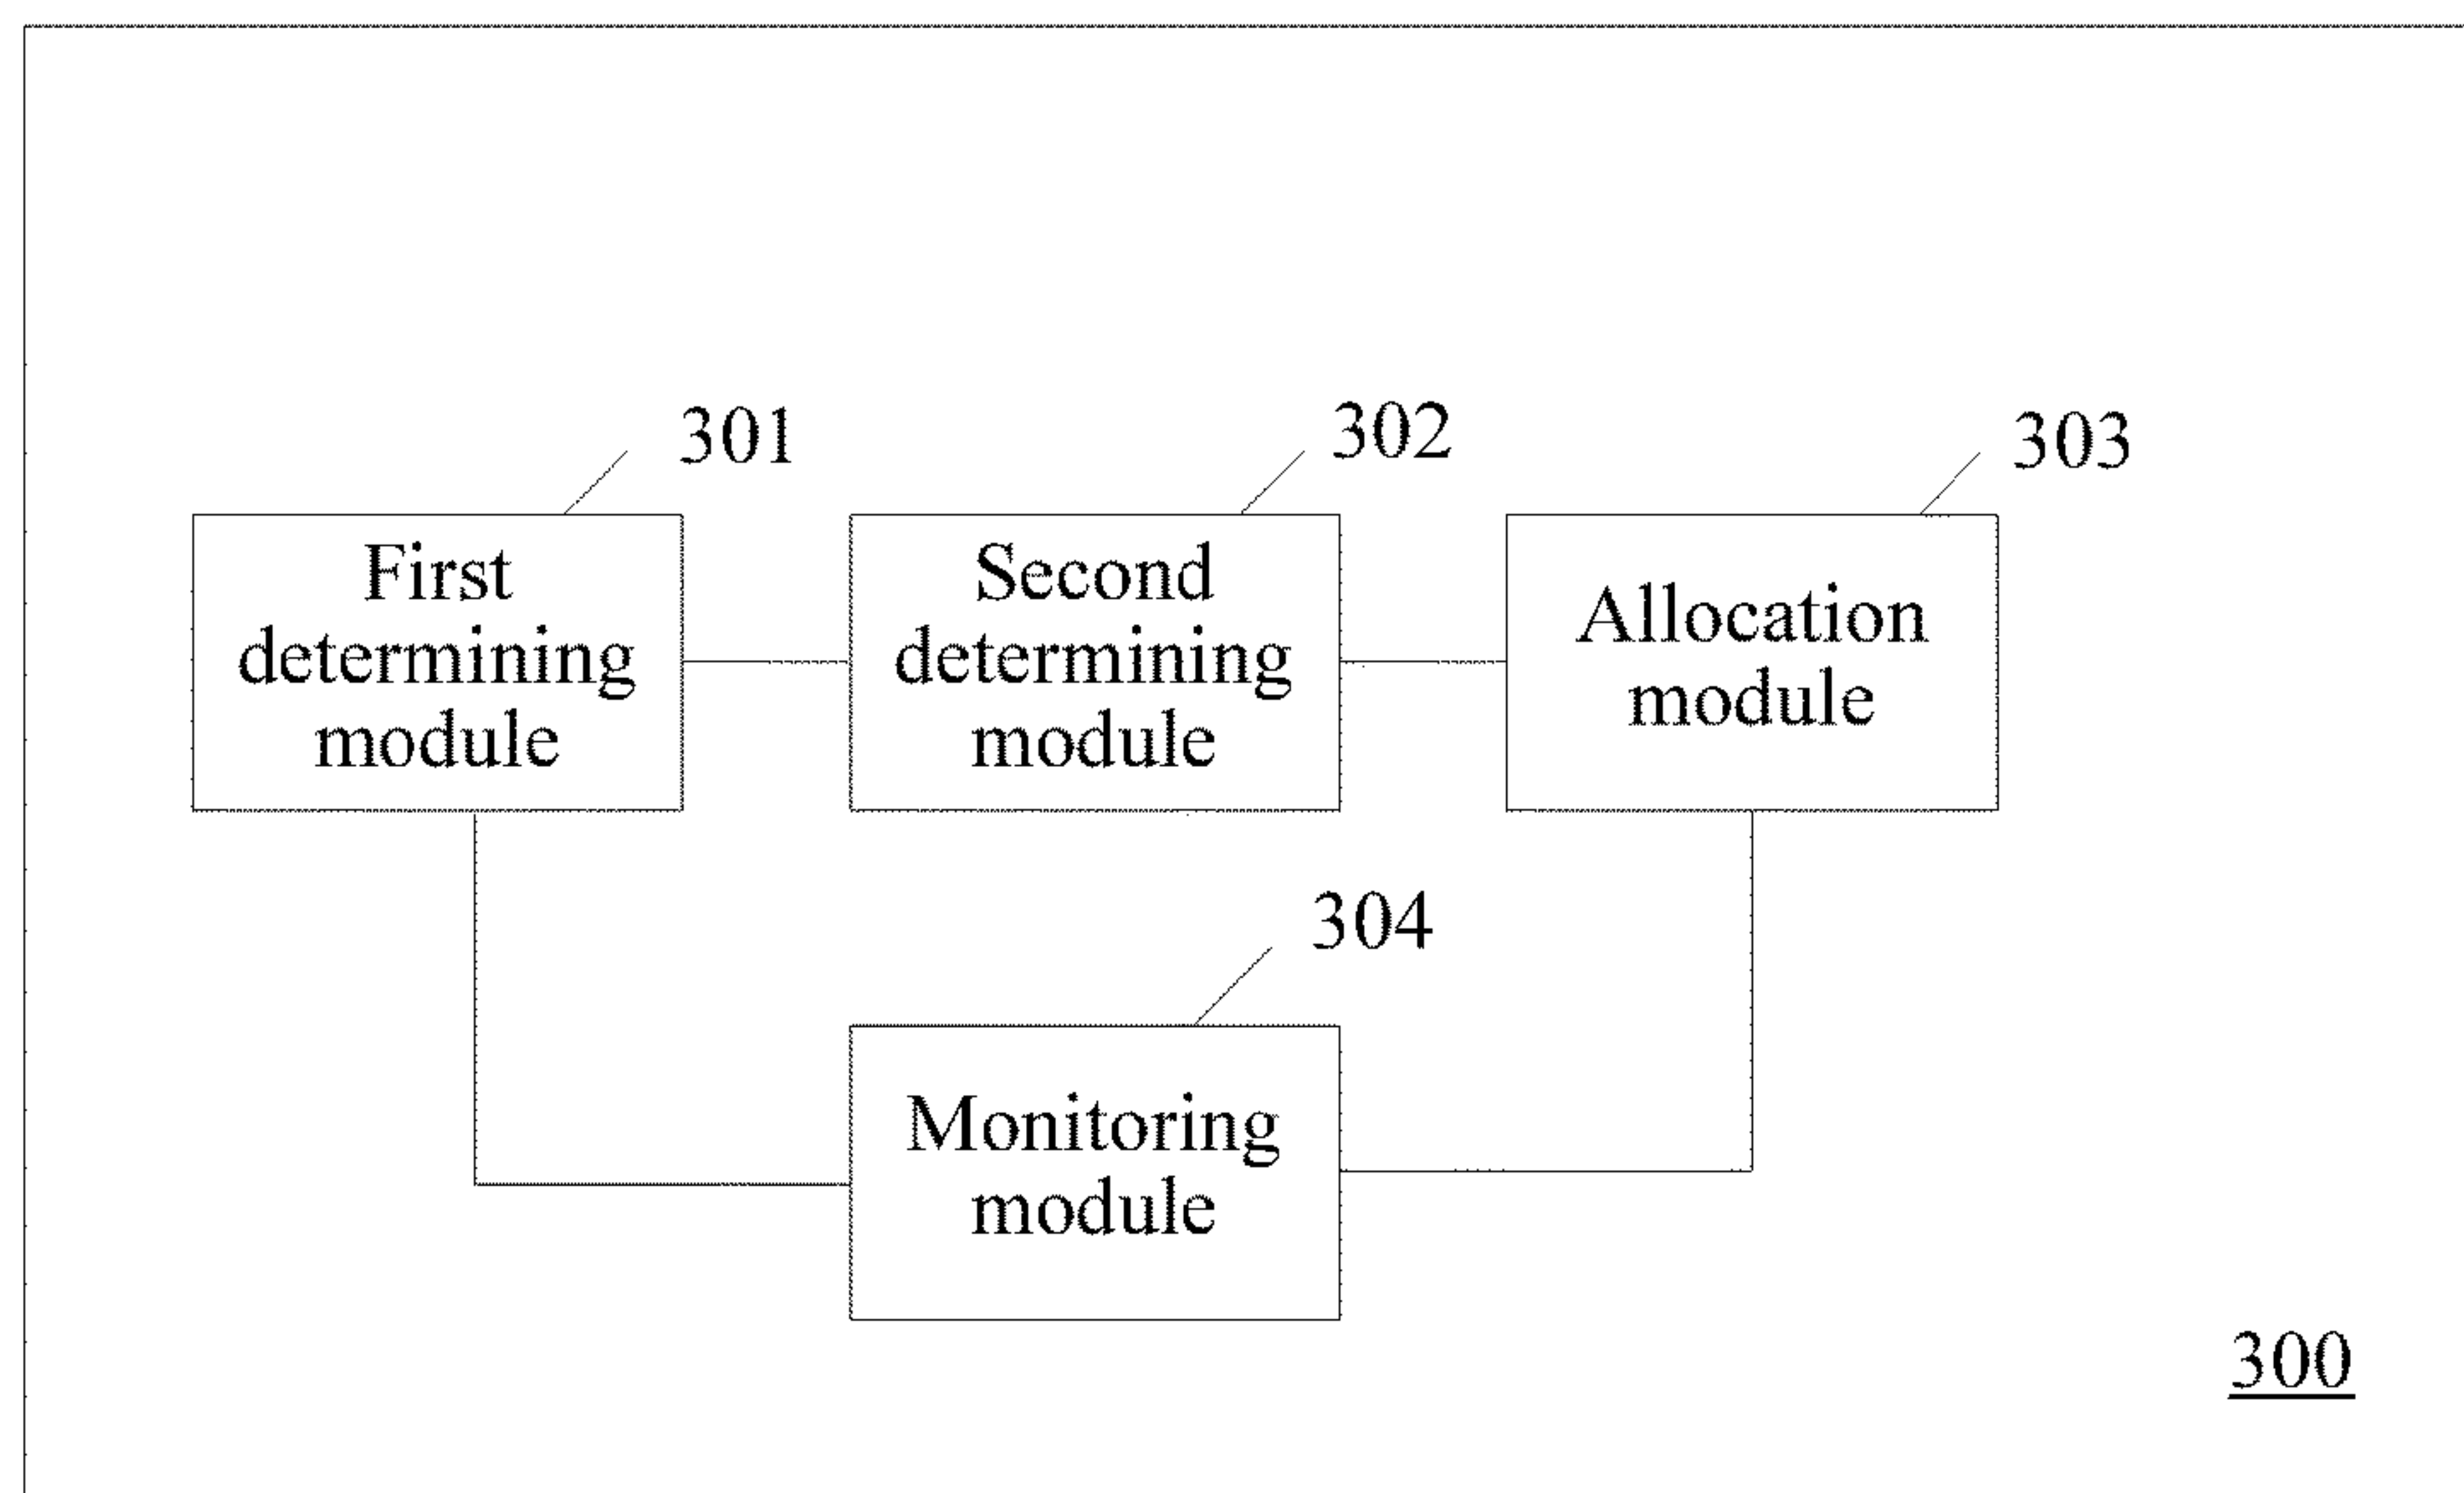 301
302
303
First
determining
module
Second
determining
module
Allocation
module
304
Monitoring
module
300